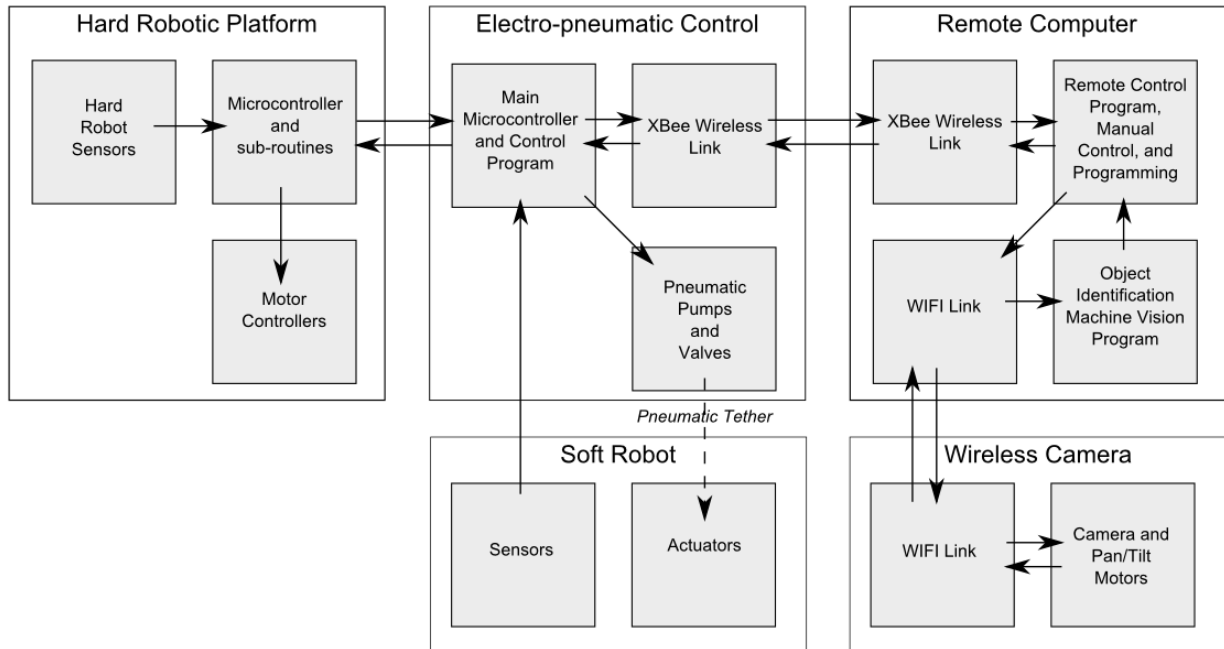 Hard Robotic Platform
Hard
Robot
Sensors
Microcontroller
and
sub-routines
Motor
Controllers
Electro-pneumatic Control
Main
Microcontroller
and Control
Program
XBee Wireless
Link
Pneumatic
Pumps
and
Valves
Pneumatic Tether
Remote Computer
XBee Wireless
Link
Remote Control
Program,
Manual
Control, and
Programming
WIFI Link
Object
Identification
Machine Vision
Program
Soft Robot
Sensors
Actuators
Wireless Camera
WIFI Link
Camera and
Pan/Tilt
Motors